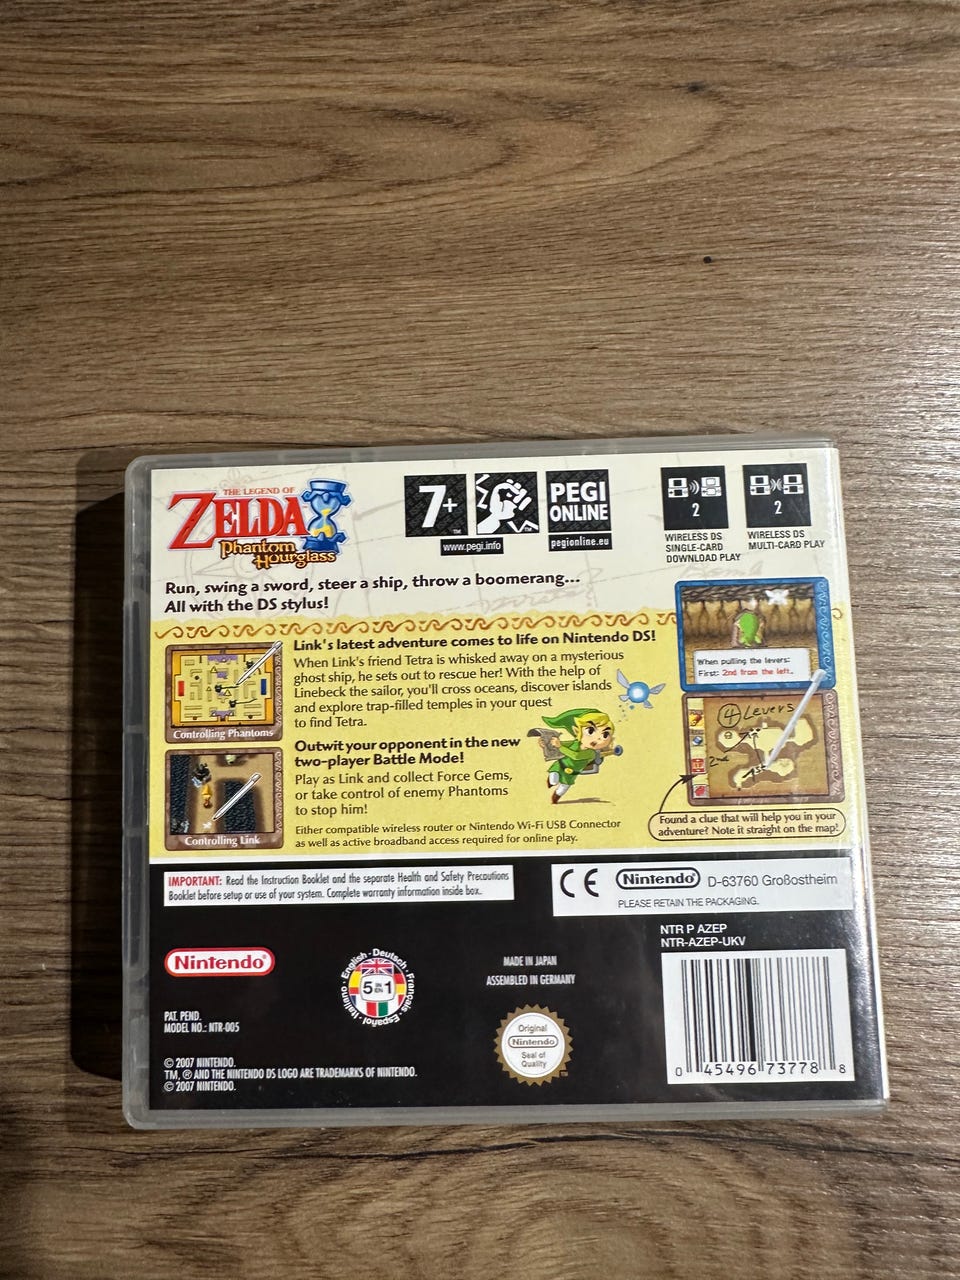 THE LEGEND OF
ZELDA
Phantom
Hourglass
7+
TM
TM
www.pegi.info
PEGI
ONLINE
pegionline.eu
2
WIRELESS DS
SINGLE-CARD
DOWNLOAD PLAY
2
WIRELESS DS
MULTI-CARD PLAY
Run, swing a sword, steer a ship, throw a boomerang...
All with the DS stylus!
Controlling Phantoms
Controlling Link
Link's latest adventure comes to life on Nintendo DS!
When Link's friend Tetra is whisked away on a mysterious
ghost ship, he sets out to rescue her! With the help of
Linebeck the sailor, you'll cross oceans, discover islands
and explore trap-filled temples in your quest
to find Tetra.
Outwit your opponent in the new
two-player Battle Mode!
Play as Link and collect Force Gems,
or take control of enemy Phantoms
to stop him!
Either compatible wireless router or Nintendo Wi-Fi USB Connector
as well as active broadband access required for online play.
When pulling the levers:
First: 2nd from the left.
4 Levers
2nd
1st
Found a clue that will help you in your
adventure? Note it straight on the map!
IMPORTANT: Read the Instruction Booklet and the separate Health and Safety Precautions
Booklet before setup or use of your system. Complete warranty information inside box.
CE Nintendo® D-63760 Großostheim
PLEASE RETAIN THE PACKAGING.
NTR P AZEP
NTR-AZEP-UKV
Nintendo®
PAT. PEND.
MODEL NO.: NTR-005
English · Deutsch · Français · Español · Italiano ·
5 IN EN 1
MADE IN JAPAN
ASSEMBLED IN GERMANY
Original
Nintendo
Seal of
Quality
TM
© 2007 NINTENDO.
TM, ® AND THE NINTENDO DS LOGO ARE TRADEMARKS OF NINTENDO.
© 2007 NINTENDO.
0 45496 73778 8